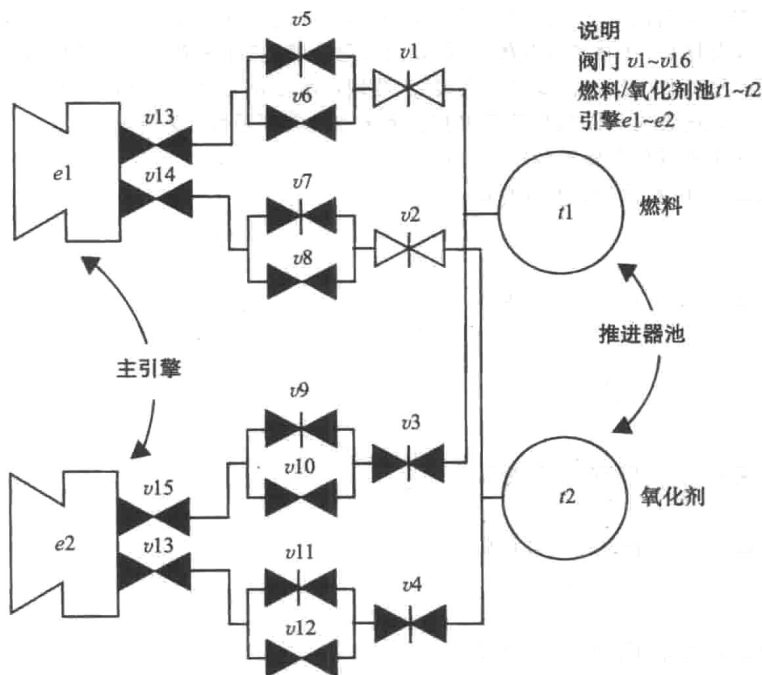 说明
阀门 v1~v16
燃料/氧化剂池t1~t2
引擎e1~e2
v5
v1
v6
v13
e1
v14
v7
v2
v8
t1
燃料
推进器池
主引擎
v9
v3
v10
v15
e2
v13
v11
v4
v12
t2
氧化剂